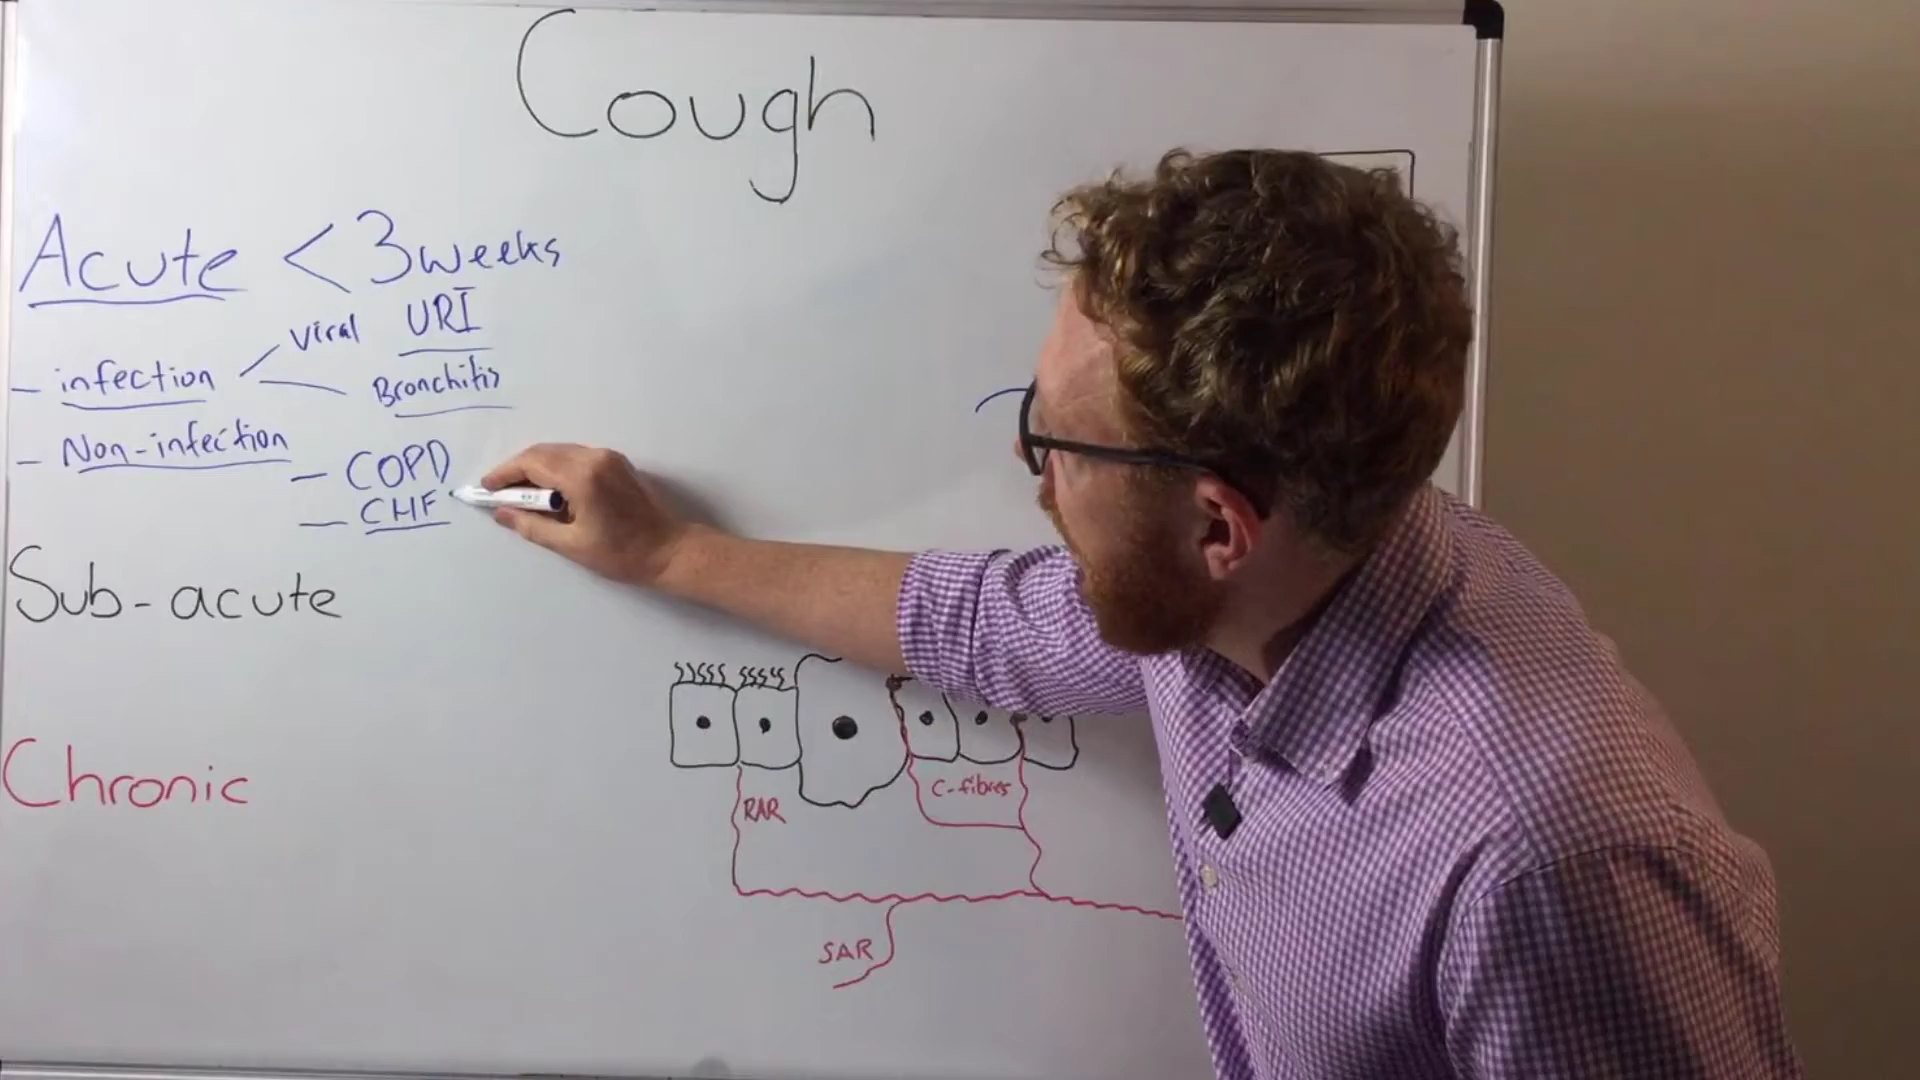 Cough
Acute < 3 weeks
Viral URI
- infection
Bronchitis
- Non-infection
- COPD
- CHF
Sub-acute
Chronic
C-fibres
RAR
SAR